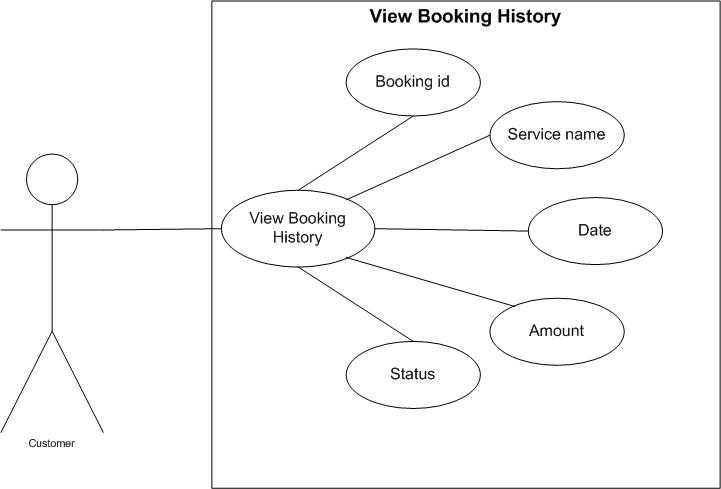 View Booking History
Booking id
Service name
View Booking
History
Date
Amount
Status
Customer